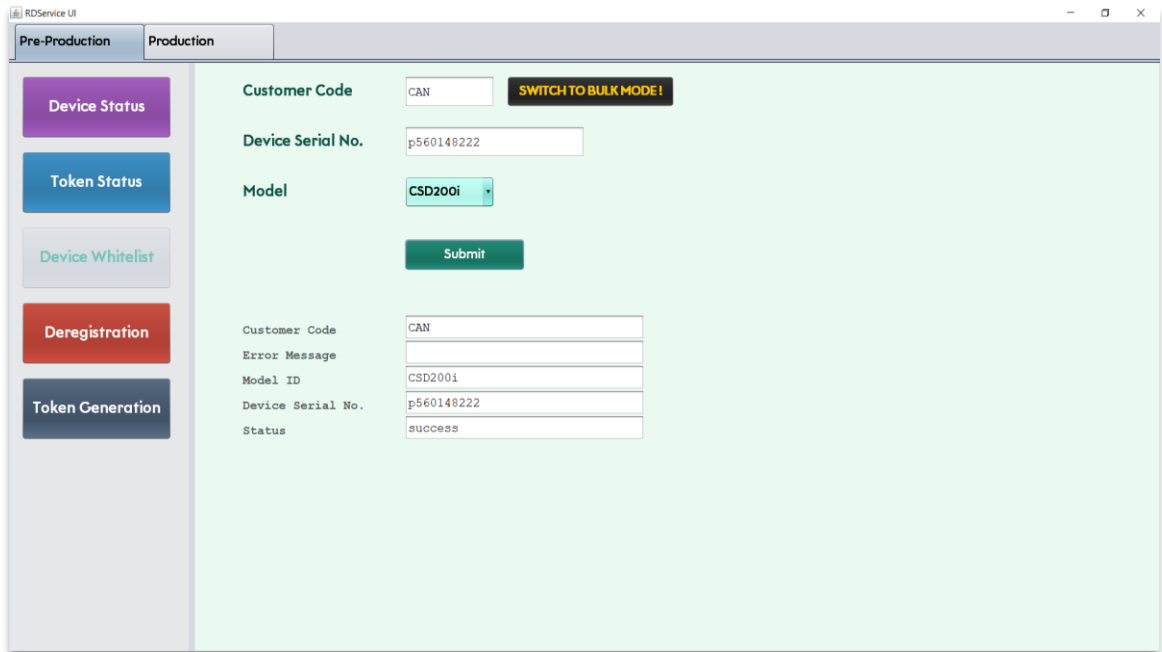 RDService UI
Pre-Production Production
Device Status
Token Status
Device Whitelist
Deregistration
Token Generation
Customer Code CAN SWITCH TO BULK MODE!
Device Serial No. p560148222
Model CSD200i
Submit
Customer Code CAN
Error Message
Model ID CSD200i
Device Serial No. p560148222
Status success